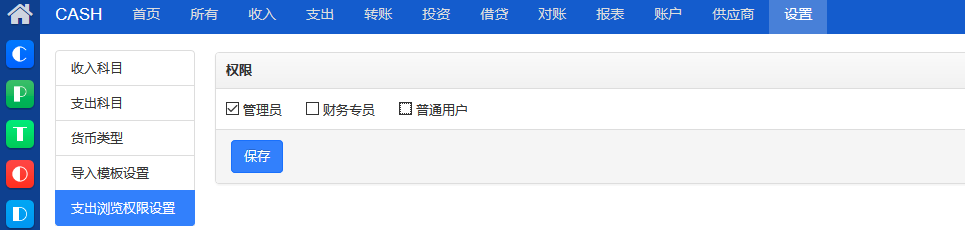 CASH 首页 所有 收入 支出 转账 投资 借贷 对账 报表 账户 供应商 设置
收入科目
支出科目
货币类型
导入模板设置
支出浏览权限设置
权限
管理员 财务专员 普通用户
保存